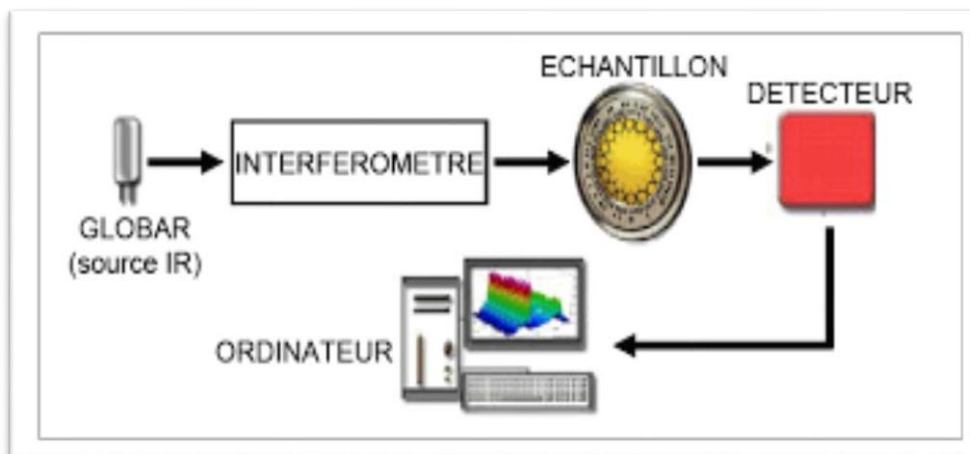 ECHANTILLON
DETECTEUR
INTERFEROMETRE
GLOBAR
(source IR)
ORDINATEUR